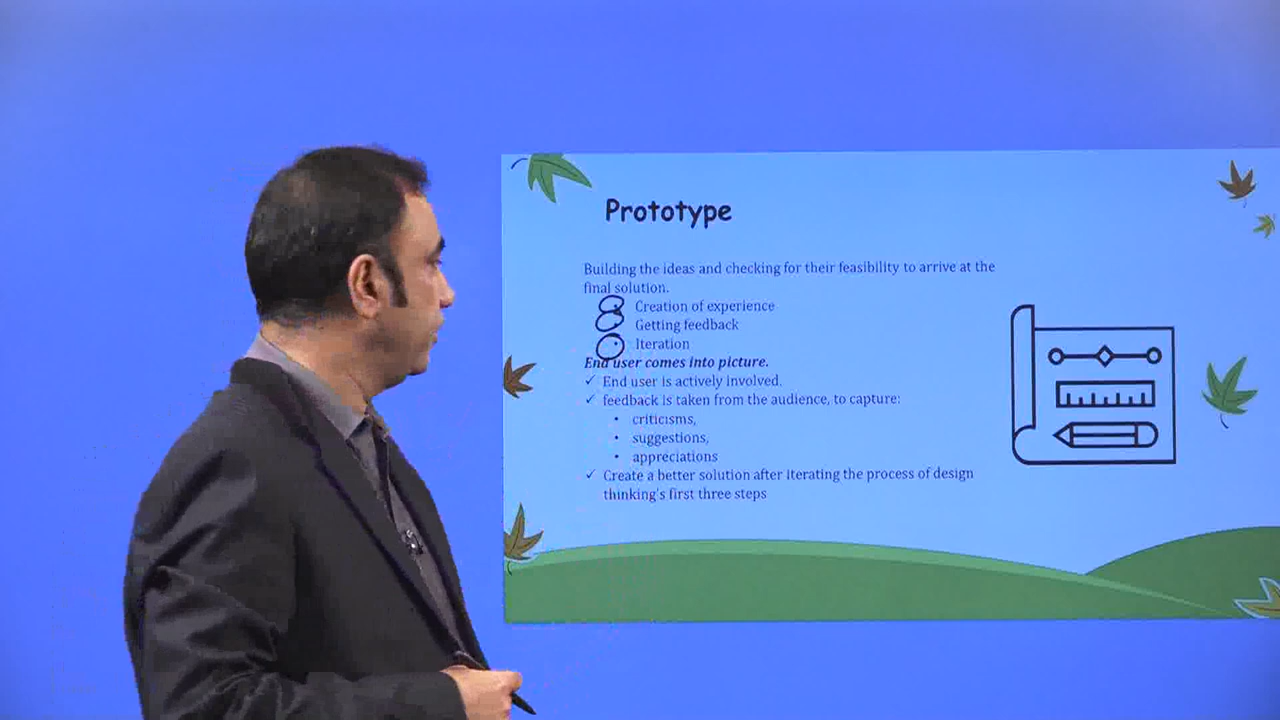 Prototype
Building the ideas and checking for their feasibility to arrive at the
final solution.
Creation of experience
Getting feedback
Iteration
End user comes into picture.
✓ End user is actively involved.
✓ feedback is taken from the audience, to capture:
• criticisms,
• suggestions,
• appreciations
✓ Create a better solution after iterating the process of design
thinking's first three steps